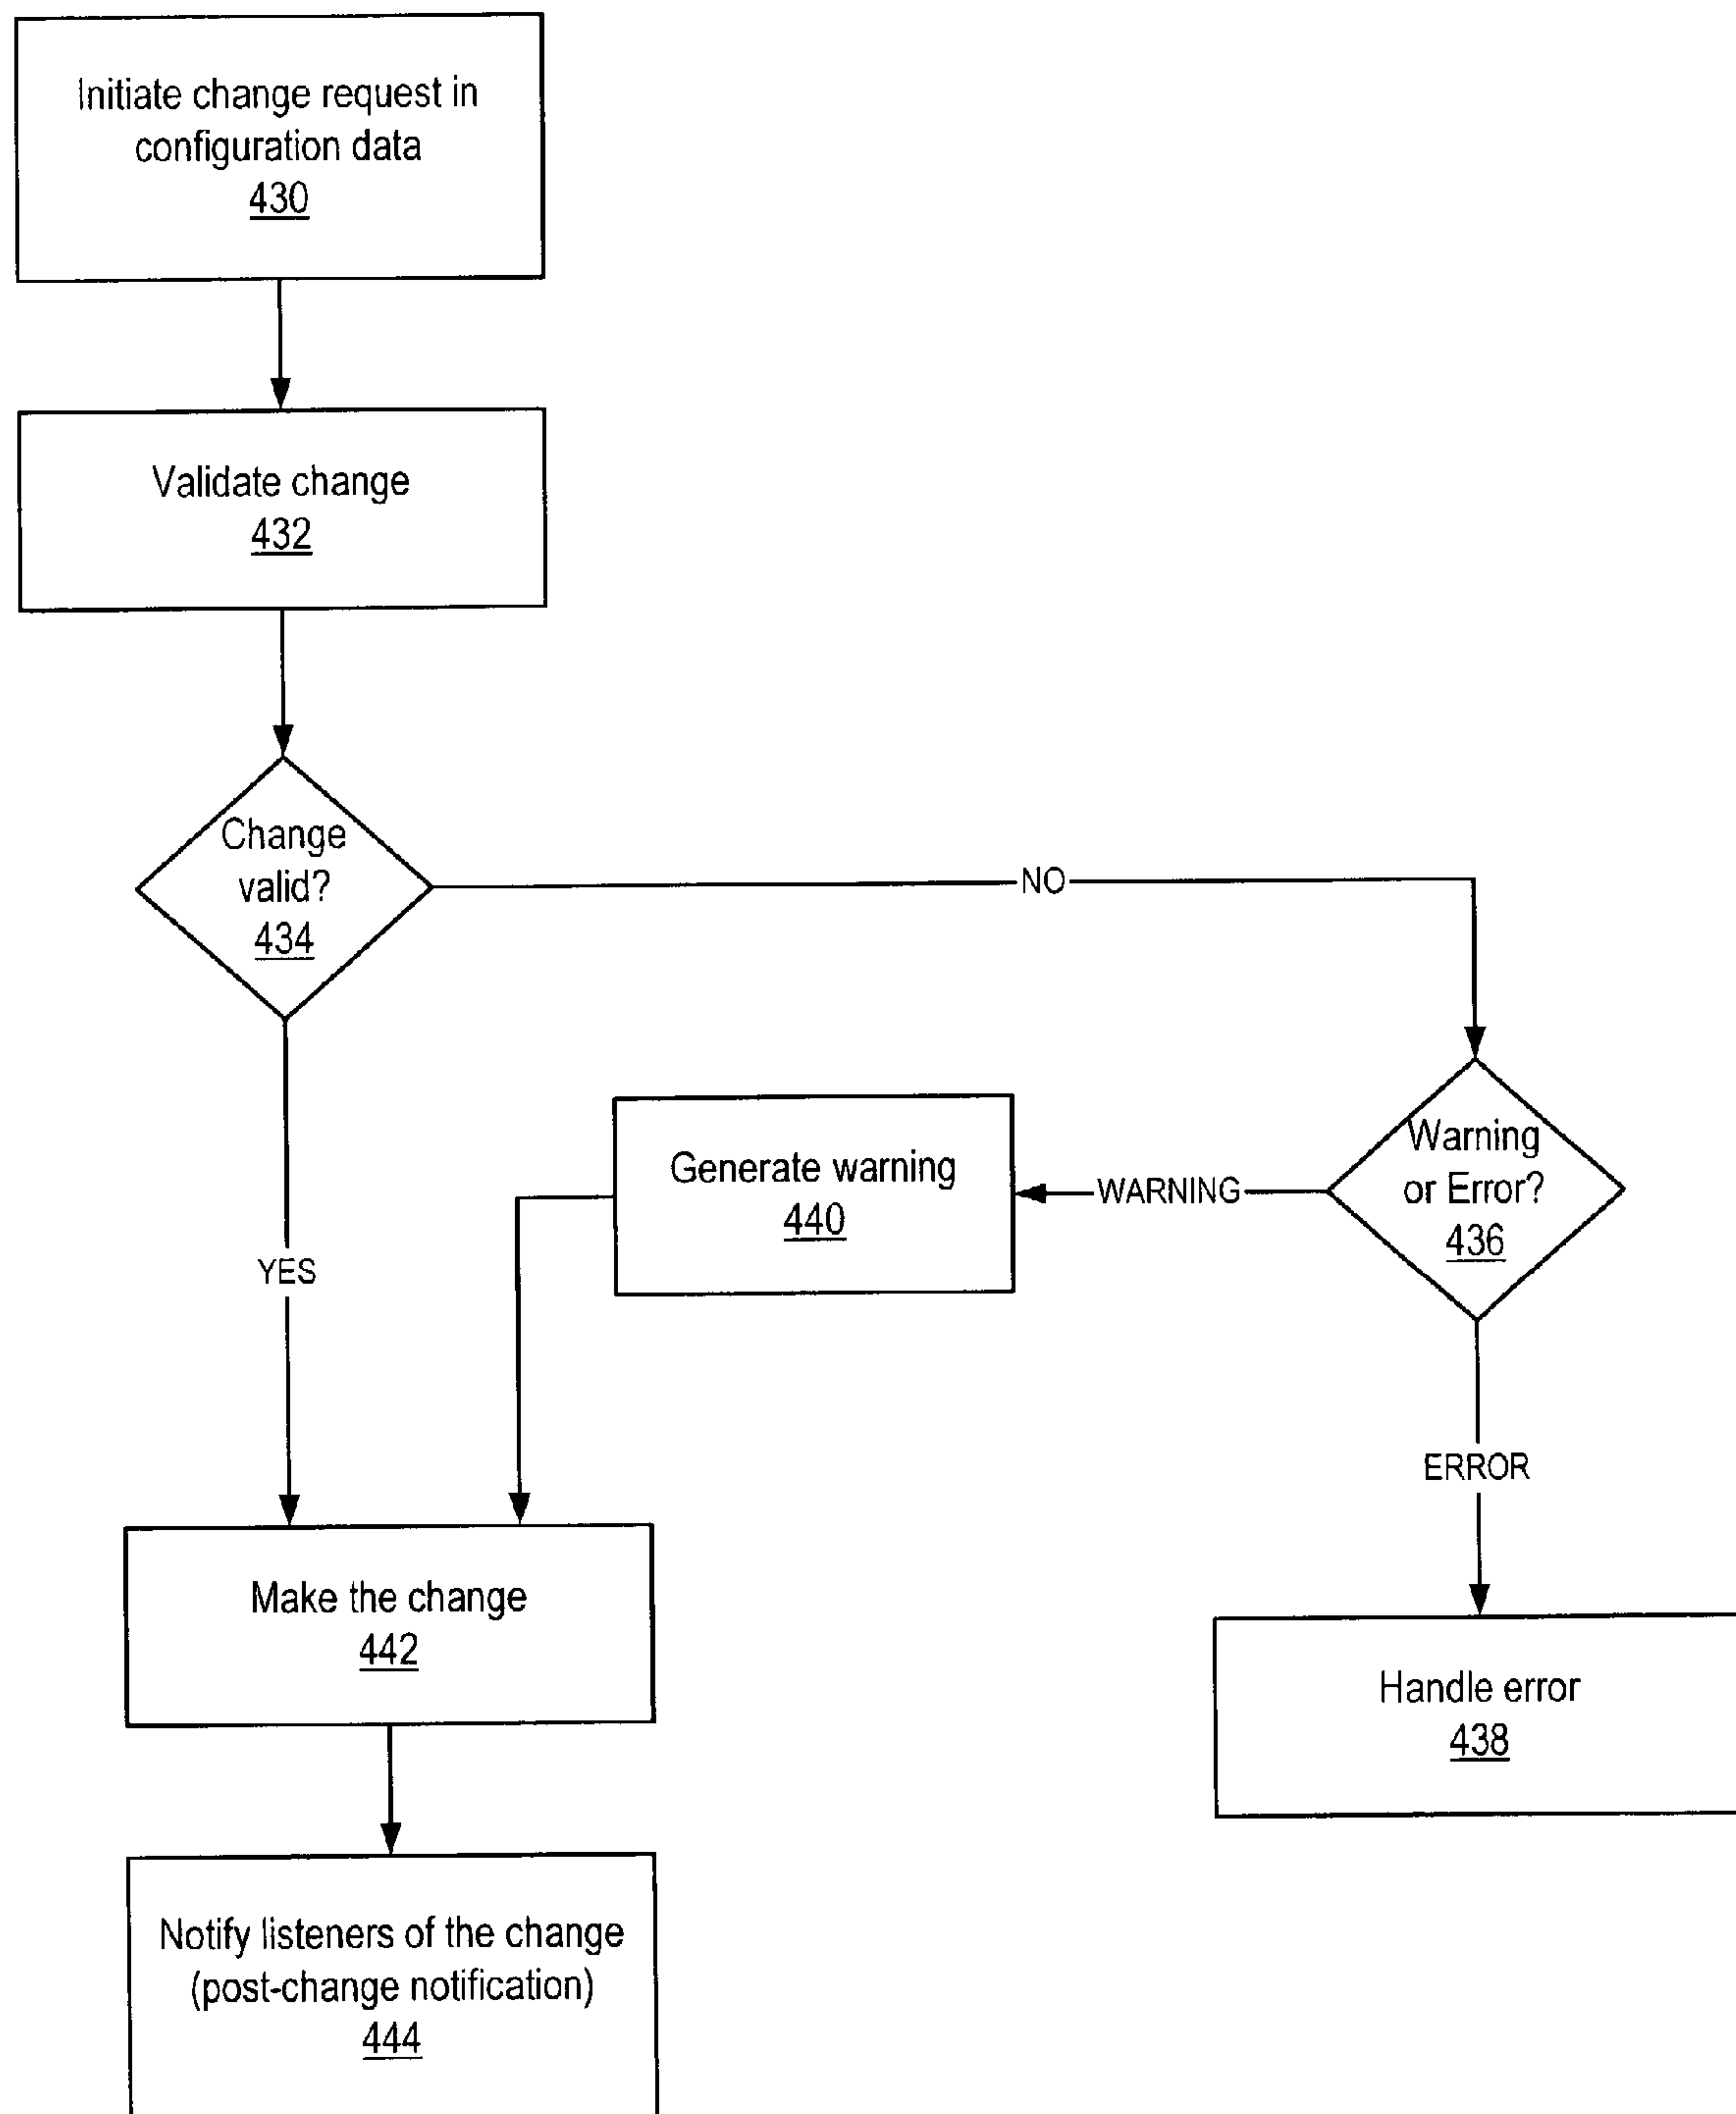 Initiate change request in
configuration data
430
Validate change
432
Change
valid?
434
NO
Warning
or Error?
436
WARNING
Generate warning
440
YES
ERROR
Make the change
442
Handle error
438
Notify listeners of the change
(post-change notification)
444